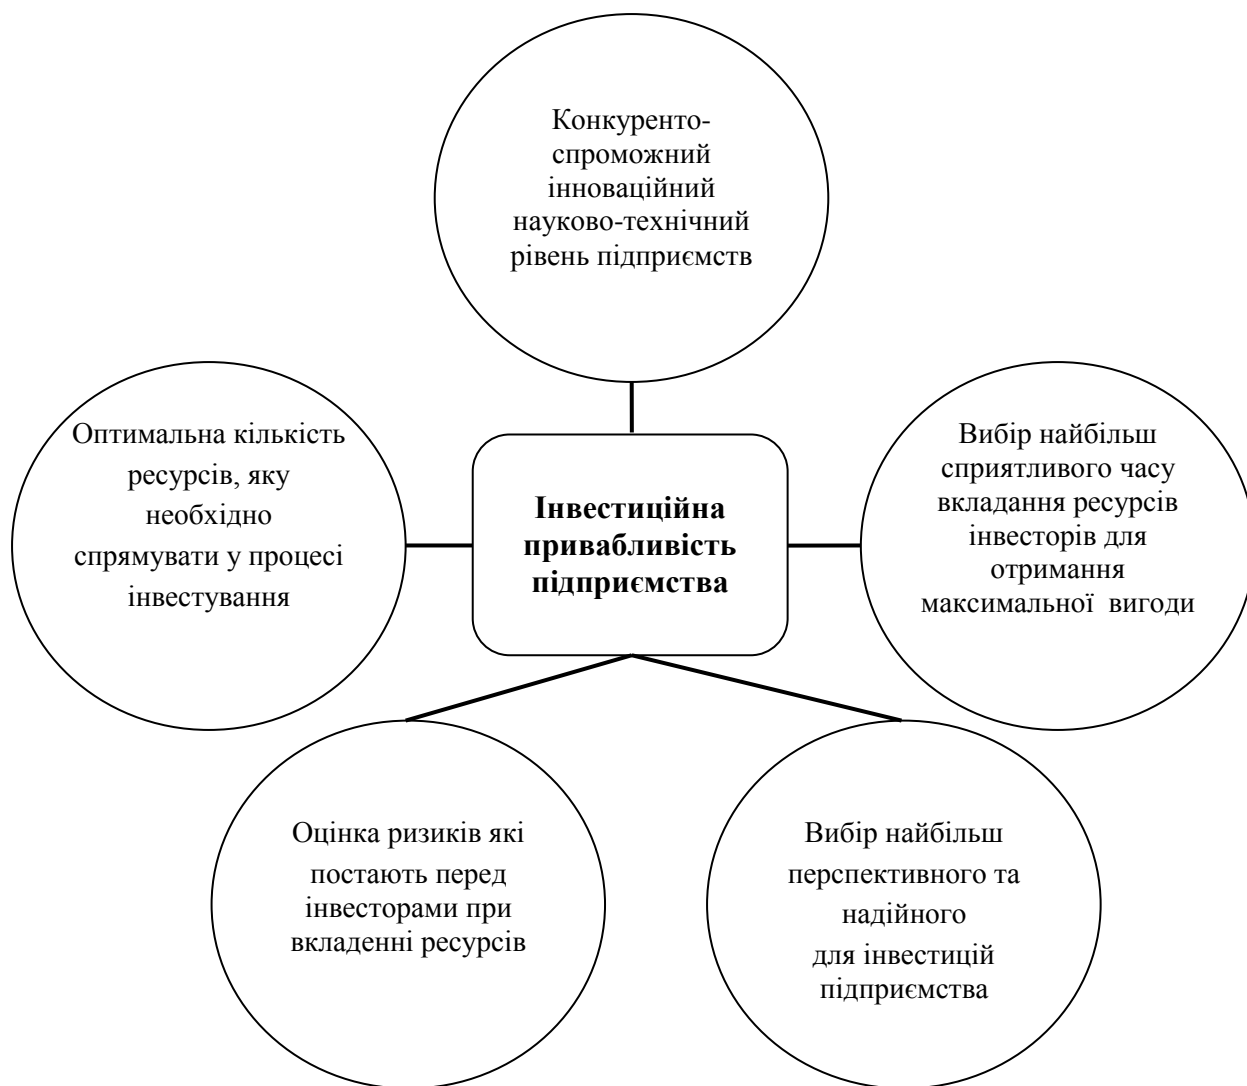 Конкуренто-
спроможний
інноваційний
науково-технічний
рівень підприємств
Оптимальна кількість
ресурсів, яку
необхідно
спрямувати у процесі
інвестування
Інвестиційна
привабливість
підприємства
Вибір найбільш
сприятливого часу
вкладання ресурсів
інвесторів для
отримання
максимальної вигоди
Оцінка ризиків які
постають перед
інвесторами при
вкладенні ресурсів
Вибір найбільш
перспективного та
надійного
для інвестицій
підприємства